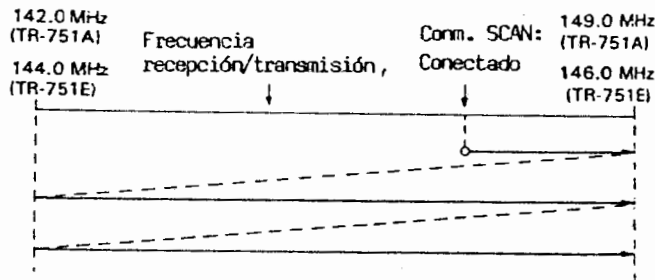 142.0 MHz
(TR-751A)
144.0 MHz
(TR-751E)
Frecuencia
recepción/transmisión,
Conm. SCAN:
Conectado
149.0 MHz
(TR-751A)
146.0 MHz
(TR-751E)